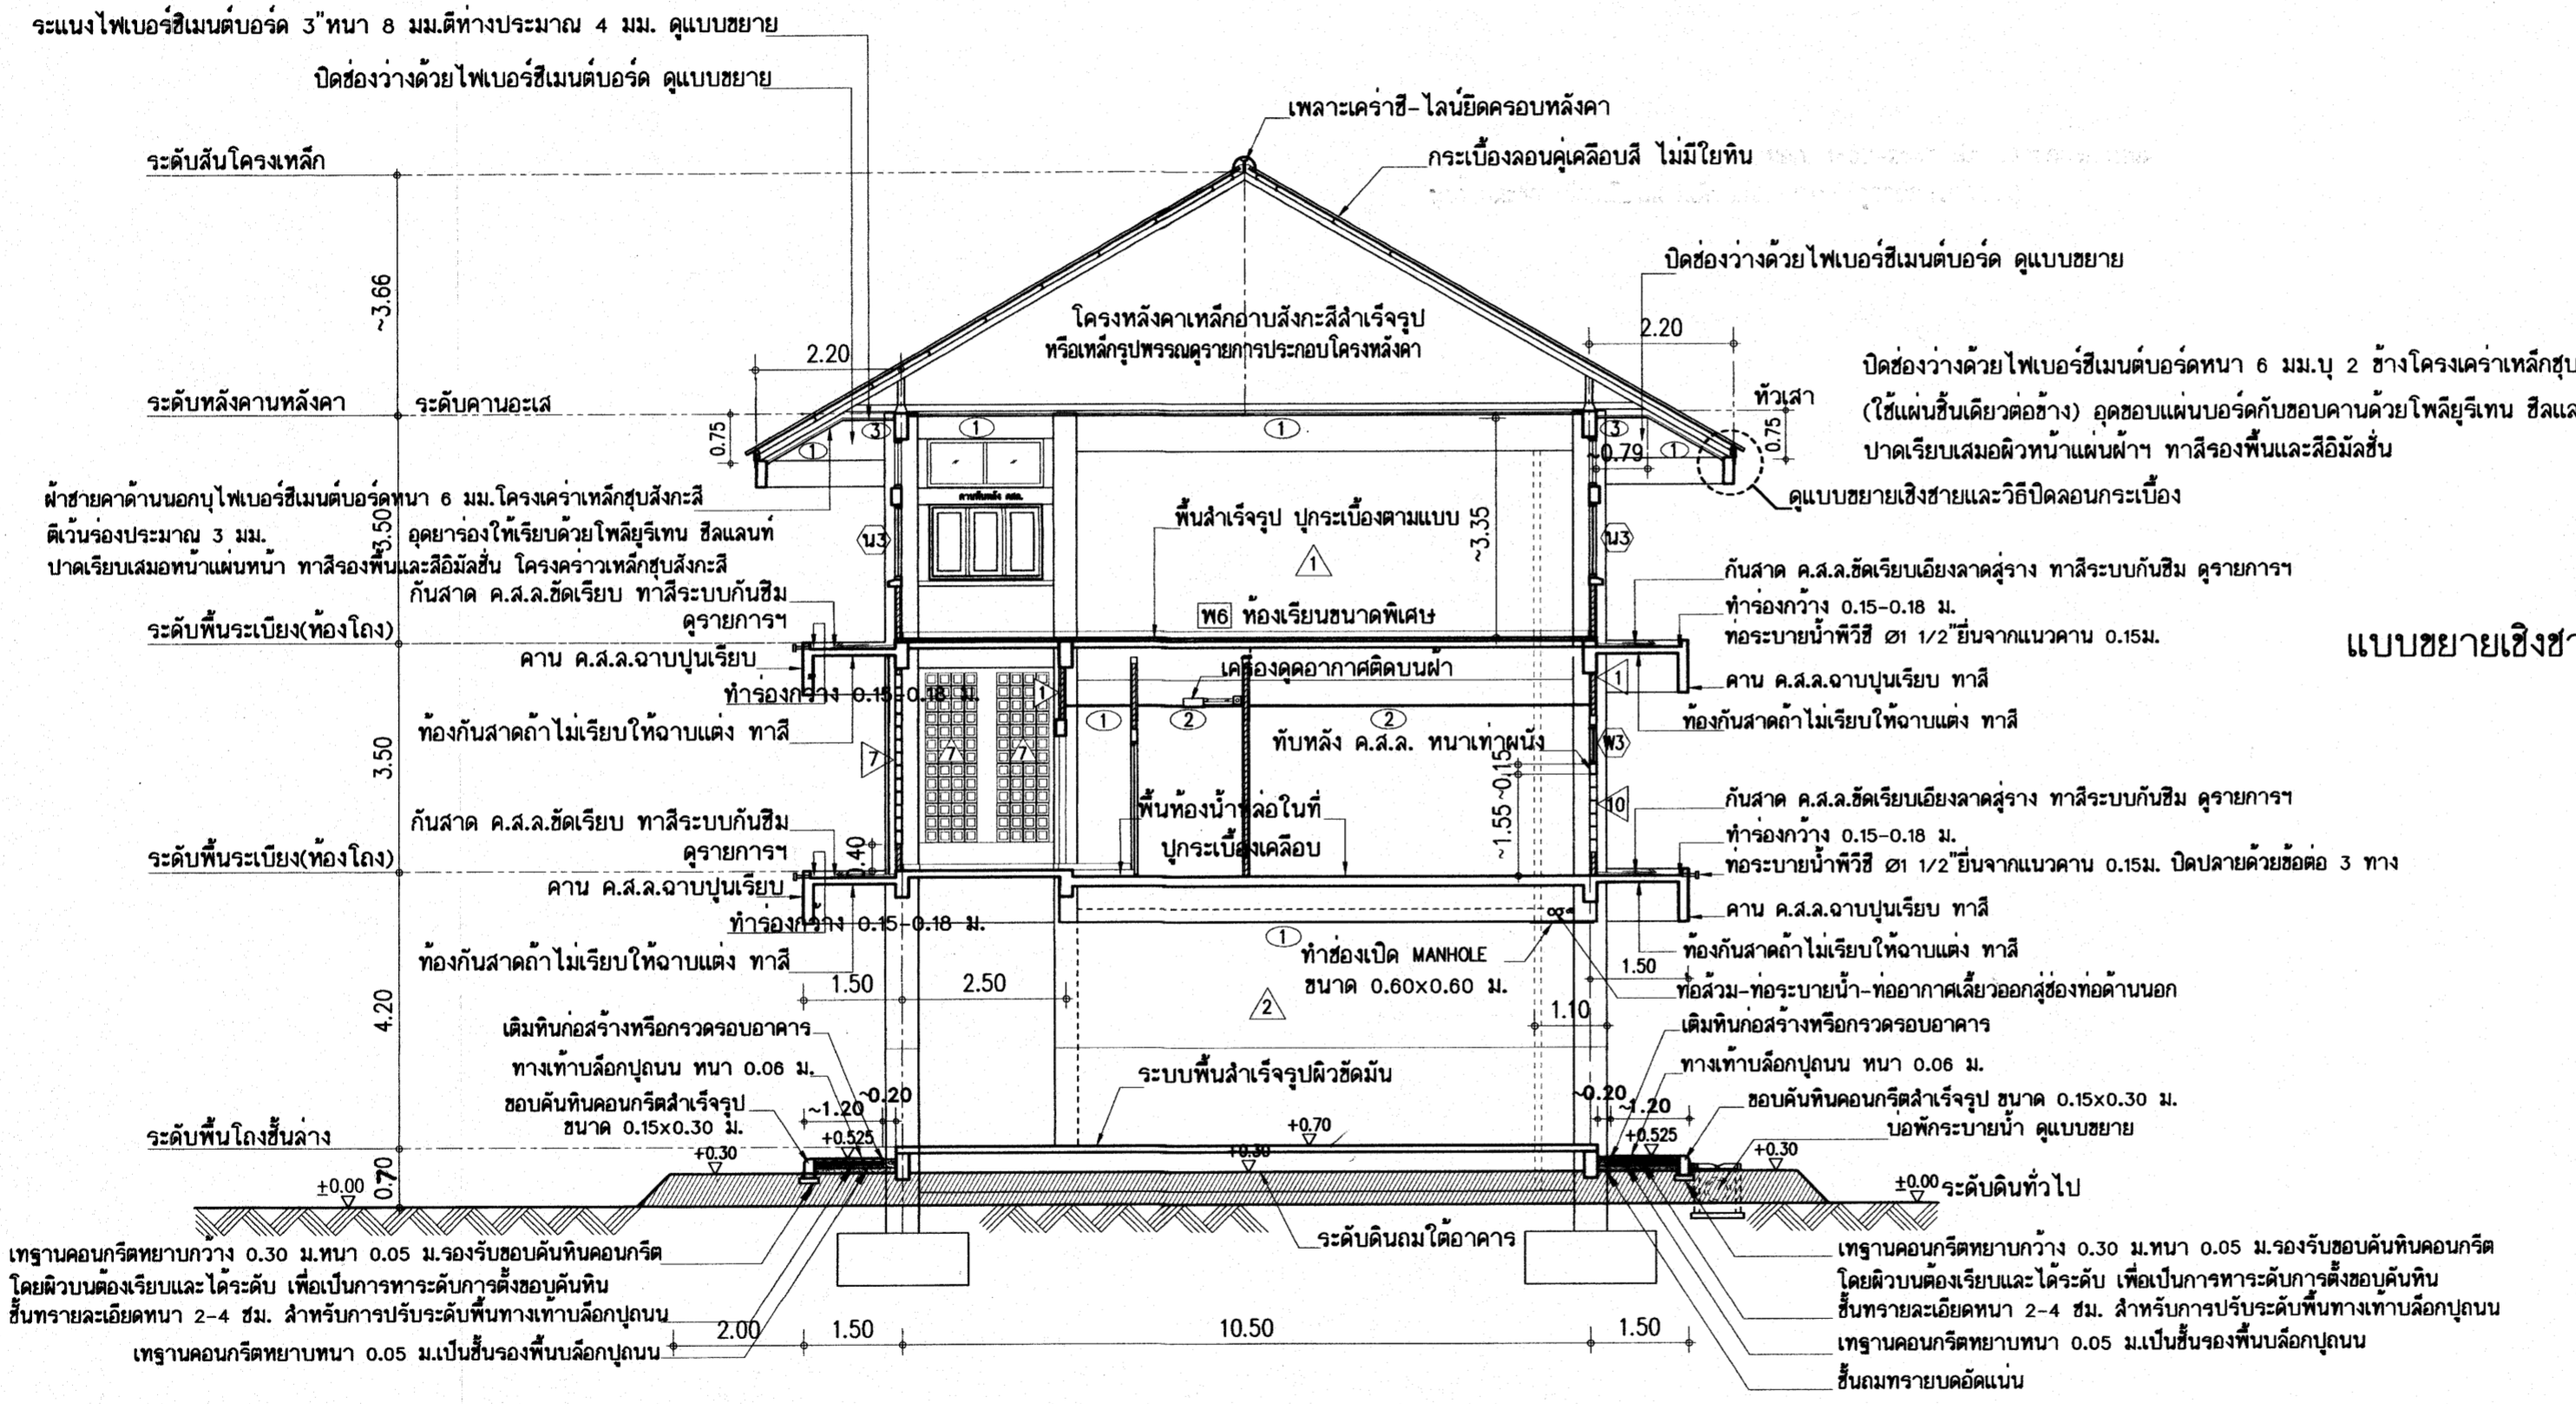 ระแนงไฟเบอร์ซีเมนต์บอร์ด 3"หนา 8 มม.ตีห่างประมาณ 4 มม. ดูแบบขยาย
ปิดช่องว่างด้วยไฟเบอร์ซีเมนต์บอร์ด ดูแบบขยาย
เพลาะเคร่าซี-ไลน์ยึดครอบหลังคา
กระเบื้องลอนคู่เคลือบสี ไม่มีใยหิน
ระดับสันโครงเหล็ก
~3.66
ปิดช่องว่างด้วยไฟเบอร์ซีเมนต์บอร์ด ดูแบบขยาย
โครงหลังคาเหล็กอาบสังกะสีสำเร็จรูป
หรือเหล็กรูปพรรณดูรายการประกอบโครงหลังคา
2.20
2.20
ปิดช่องว่างด้วยไฟเบอร์ซีเมนต์บอร์ดหนา 6 มม.บุ 2 ข้างโครงเคร่าเหล็กชุบ
(ใช้แผ่นชิ้นเดียวต่อข้าง) อุดขอบแผ่นบอร์ดกับขอบคานด้วยโพลียูรีเทน ซีลแล
ปาดเรียบเสมอผิวหน้าแผ่นฝ้าฯ ทาสีรองพื้นและสีอิมัลชั่น
ระดับหลังคานหลังคา
ระดับคานอะเส
หัวเสา
0.75
0.75
3
1
1
1
3
1
~0.79
ดูแบบขยายเชิงชายและวิธีปิดลอนกระเบื้อง
ฝ้าชายคาด้านนอกบุไฟเบอร์ซีเมนต์บอร์ดหนา 6 มม.โครงเคร่าเหล็กชุบสังกะสี
ตีเว้นร่องประมาณ 3 มม. อุดยาร่องให้เรียบด้วยโพลียูรีเทน ซีลแลนท์
ปาดเรียบเสมอหน้าแผ่นหน้า ทาสีรองพื้นและสีอิมัลชั่น โครงคร่าวเหล็กชุบสังกะสี
3.50
คานทับหลัง คสล.
น3
น3
พื้นสำเร็จรูป ปูกระเบื้องตามแบบ
1
~3.35
พ6 ห้องเรียนขนาดพิเศษ
กันสาด ค.ส.ล.ขัดเรียบ ทาสีระบบกันซึม
ดูรายการฯ
กันสาด ค.ส.ล.ขัดเรียบเอียงลาดสู่ราง ทาสีระบบกันซึม ดูรายการฯ
ทำร่องกว้าง 0.15-0.18 ม.
ท่อระบายน้ำพีวีซี Ø1 1/2"ยื่นจากแนวคาน 0.15ม.
ระดับพื้นระเบียง(ห้องโถง)
แบบขยายเชิงชา
คาน ค.ส.ล.ฉาบปูนเรียบ
ทำร่องกว้าง 0.15-0.18 ม.
เครื่องดูดอากาศติดบนฝ้า
คาน ค.ส.ล.ฉาบปูนเรียบ ทาสี
1
1
1
2
2
ท้องกันสาดถ้าไม่เรียบให้ฉาบแต่ง ทาสี
ท้องกันสาดถ้าไม่เรียบให้ฉาบแต่ง ทาสี
3.50
7
7
7
ทับหลัง ค.ส.ล. หนาเท่าผนัง
W3
~0.15
~1.55
10
พื้นห้องน้ำหล่อในที่
ปูกระเบื้องเคลือบ
กันสาด ค.ส.ล.ขัดเรียบ ทาสีระบบกันซึม
ดูรายการฯ
0.40
กันสาด ค.ส.ล.ขัดเรียบเอียงลาดสู่ราง ทาสีระบบกันซึม ดูรายการฯ
ทำร่องกว้าง 0.15-0.18 ม.
ท่อระบายน้ำพีวีซี Ø1 1/2"ยื่นจากแนวคาน 0.15ม. ปิดปลายด้วยข้อต่อ 3 ทาง
ระดับพื้นระเบียง(ห้องโถง)
คาน ค.ส.ล.ฉาบปูนเรียบ
ทำร่องกว้าง 0.15-0.18 ม.
คาน ค.ส.ล.ฉาบปูนเรียบ ทาสี
1
ท้องกันสาดถ้าไม่เรียบให้ฉาบแต่ง ทาสี
ทำช่องเปิด MANHOLE
ขนาด 0.60x0.60 ม.
ท้องกันสาดถ้าไม่เรียบให้ฉาบแต่ง ทาสี
1.50
1.50
2.50
2
1.10
ท่อส้วม-ท่อระบายน้ำ-ท่ออากาศเลี้ยวออกสู่ช่องท่อด้านนอก
4.20
เติมหินก่อสร้างหรือกรวดรอบอาคาร
ทางเท้าบล็อกปูถนน หนา 0.06 ม.
ขอบคันหินคอนกรีตสำเร็จรูป
ขนาด 0.15x0.30 ม.
เติมหินก่อสร้างหรือกรวดรอบอาคาร
ทางเท้าบล็อกปูถนน หนา 0.06 ม.
ขอบคันหินคอนกรีตสำเร็จรูป ขนาด 0.15x0.30 ม.
บ่อพักระบายน้ำ ดูแบบขยาย
ระบบพื้นสำเร็จรูปผิวขัดมัน
~0.20
~1.20
~0.20
~1.20
ระดับพื้นโถงชั้นล่าง
+0.525
+0.70
+0.525
+0.30
+0.30
+0.30
0.70
±0.00
±0.00 ระดับดินทั่วไป
ระดับดินถมใต้อาคาร
เทฐานคอนกรีตหยาบกว้าง 0.30 ม.หนา 0.05 ม.รองรับขอบคันหินคอนกรีต
โดยผิวบนต้องเรียบและได้ระดับ เพื่อเป็นการหาระดับการตั้งขอบคันหิน
ชั้นทรายละเอียดหนา 2-4 ซม. สำหรับการปรับระดับพื้นทางเท้าบล็อกปูถนน
เทฐานคอนกรีตหยาบหนา 0.05 ม.เป็นชั้นรองพื้นบล็อกปูถนน
2.00
1.50
10.50
1.50
เทฐานคอนกรีตหยาบกว้าง 0.30 ม.หนา 0.05 ม.รองรับขอบคันหินคอนกรีต
โดยผิวบนต้องเรียบและได้ระดับ เพื่อเป็นการหาระดับการตั้งขอบคันหิน
ชั้นทรายละเอียดหนา 2-4 ซม. สำหรับการปรับระดับพื้นทางเท้าบล็อกปูถนน
เทฐานคอนกรีตหยาบหนา 0.05 ม.เป็นชั้นรองพื้นบล็อกปูถนน
ชั้นถมทรายบดอัดแน่น